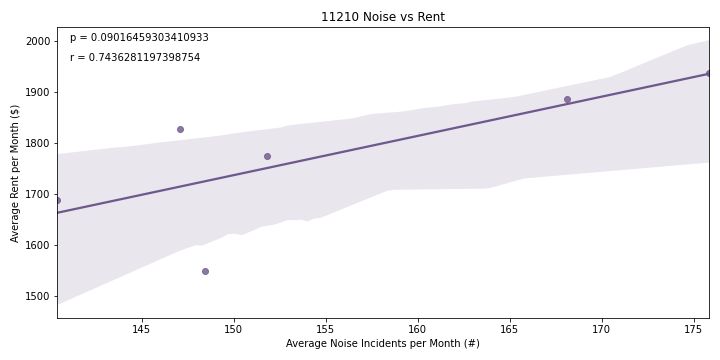 11210 Noise vs Rent
p = 0.09016459303410933
r = 0.7436281197398754
2000
1900
1800
1700
1600
1500
Average Rent per Month ($)
145 150 155 160 165 170 175
Average Noise Incidents per Month (#)